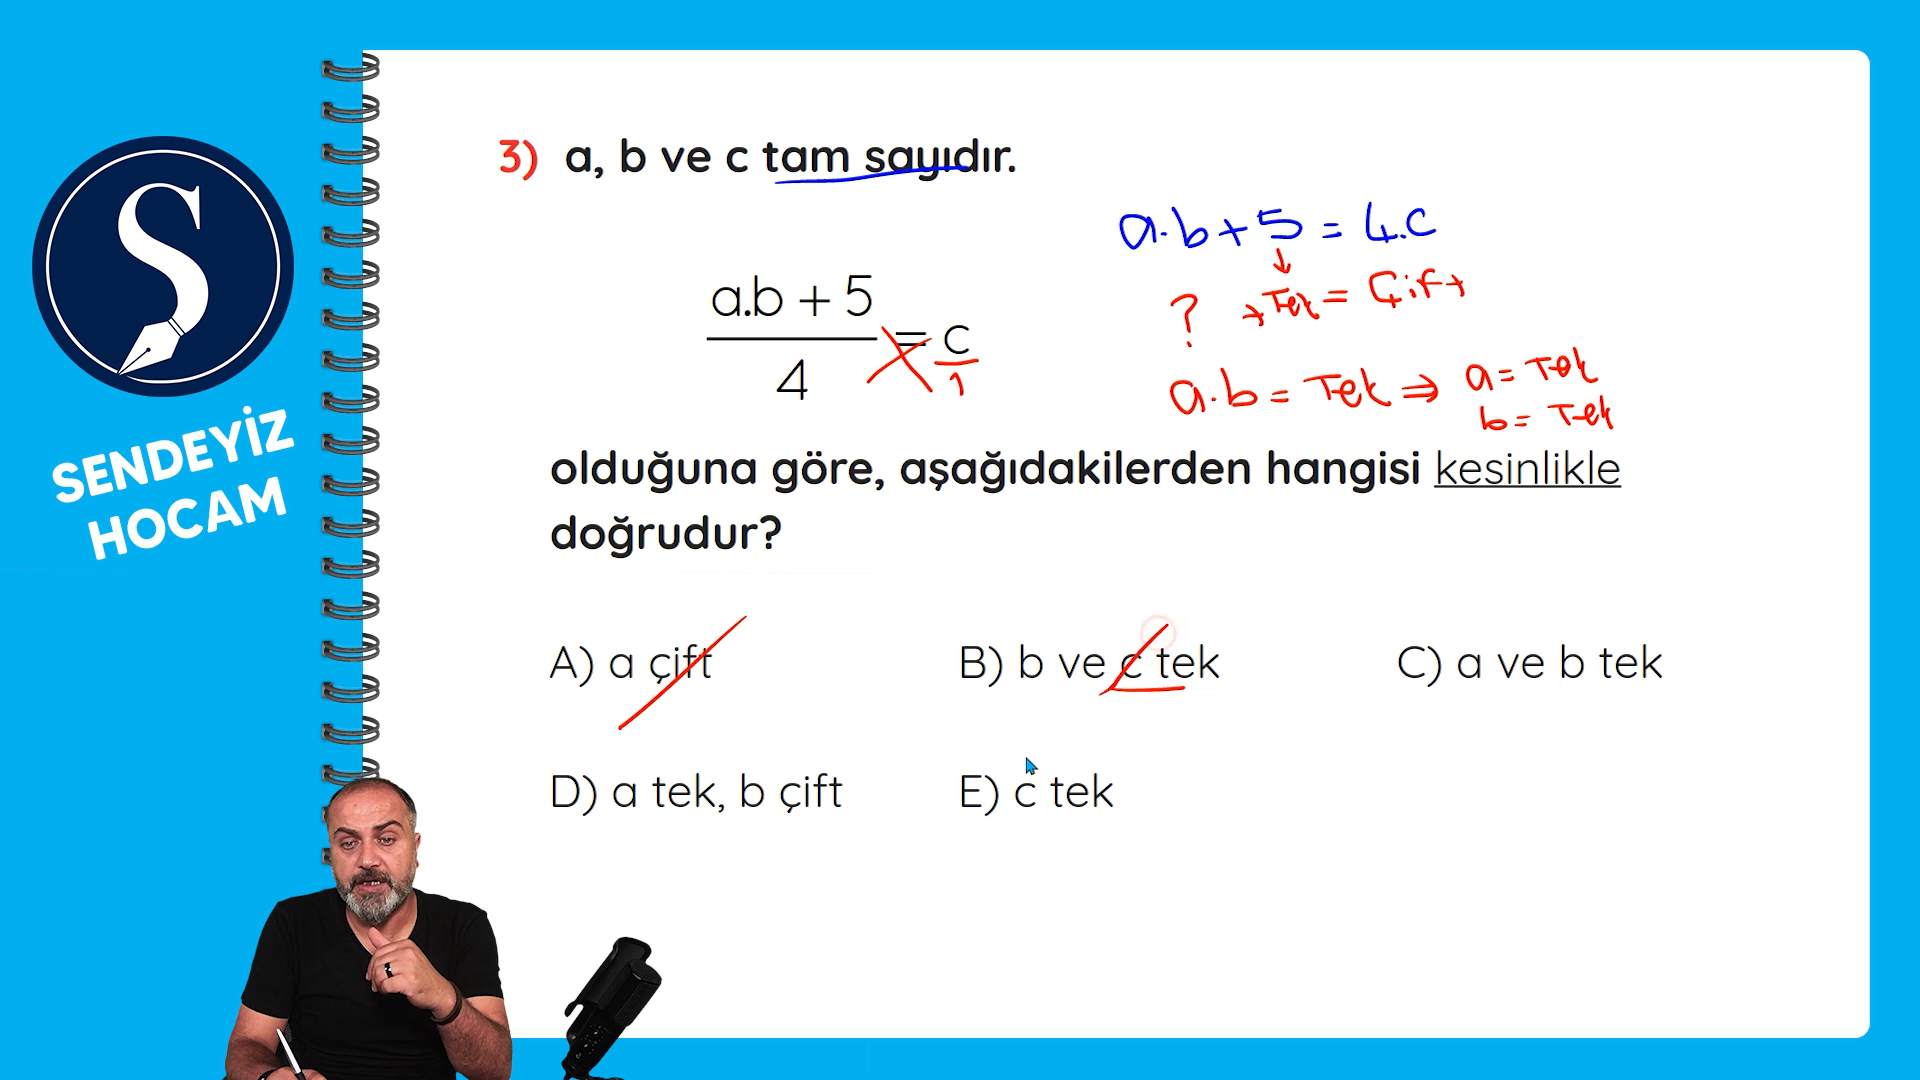 S
SENDEYİZ
HOCAM
3) a, b ve c tam sayıdır.
a.b + 5
4
= c
1
a.b + 5 = 4.c
? + Tek = Çift
a.b = Tek ⇒ a = Tek
b = Tek
olduğuna göre, aşağıdakilerden hangisi kesinlikle
doğrudur?
A) a çift
B) b ve c tek
C) a ve b tek
D) a tek, b çift
E) c tek